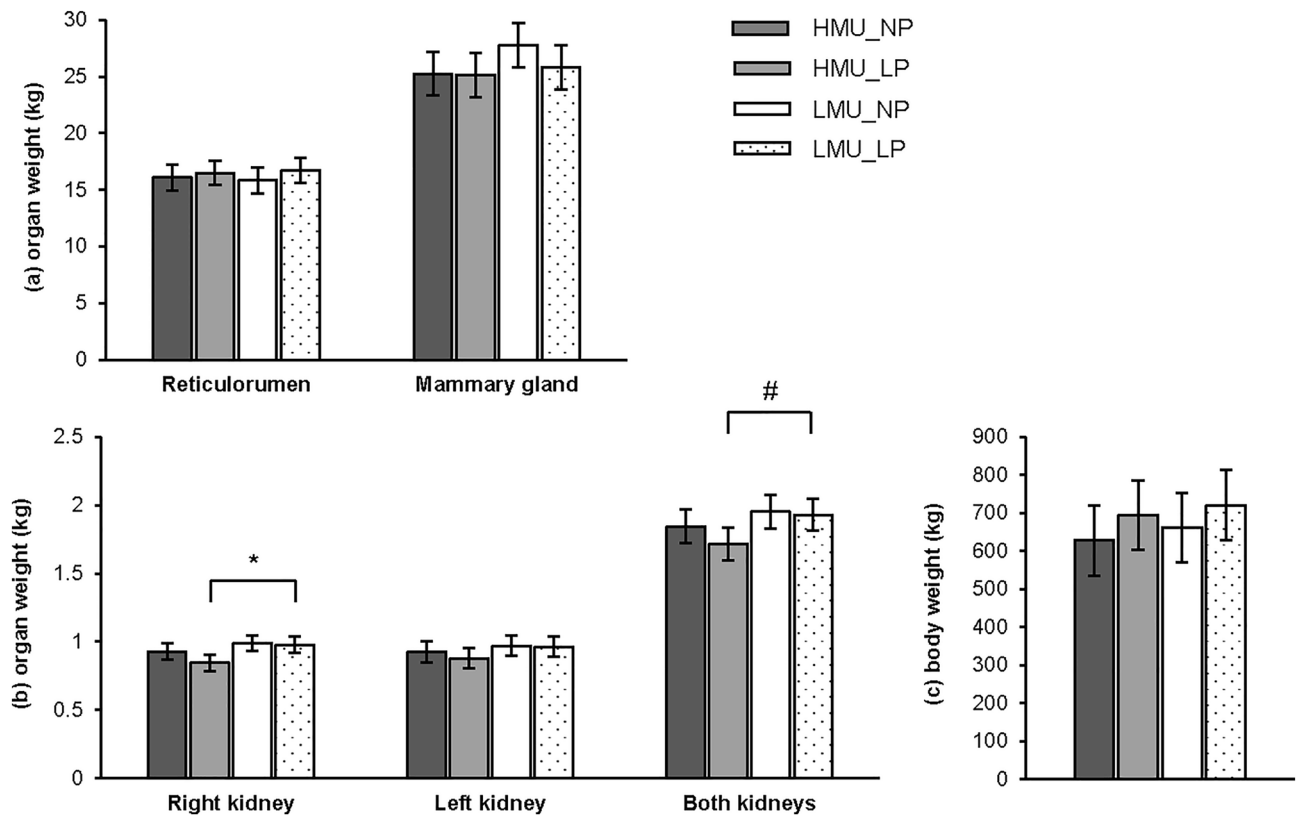 (a) organ weight (kg)
30
25
20
15
10
5
0
Reticulorumen
Mammary gland
HMU_NP
HMU_LP
LMU_NP
LMU_LP
(b) organ weight (kg)
2.5
2
1.5
1
0.5
0
*
#
Right kidney
Left kidney
Both kidneys
(c) body weight (kg)
900
800
700
600
500
400
300
200
100
0